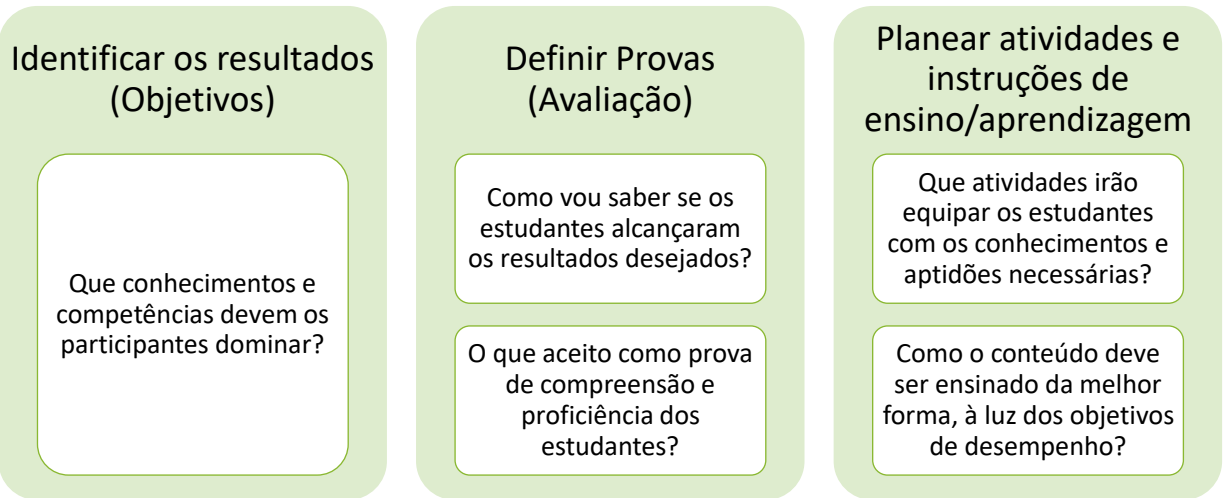 Identificar os resultados
(Objetivos)
Que conhecimentos e
competências devem os
participantes dominar?
Definir Provas
(Avaliação)
Como vou saber se os
estudantes alcançaram
os resultados desejados?
O que aceito como prova
de compreensão e
proficiência dos
estudantes?
Planear atividades e
instruções de
ensino/aprendizagem
Que atividades irão
equipar os estudantes
com os conhecimentos e
aptidões necessárias?
Como o conteúdo deve
ser ensinado da melhor
forma, à luz dos objetivos
de desempenho?